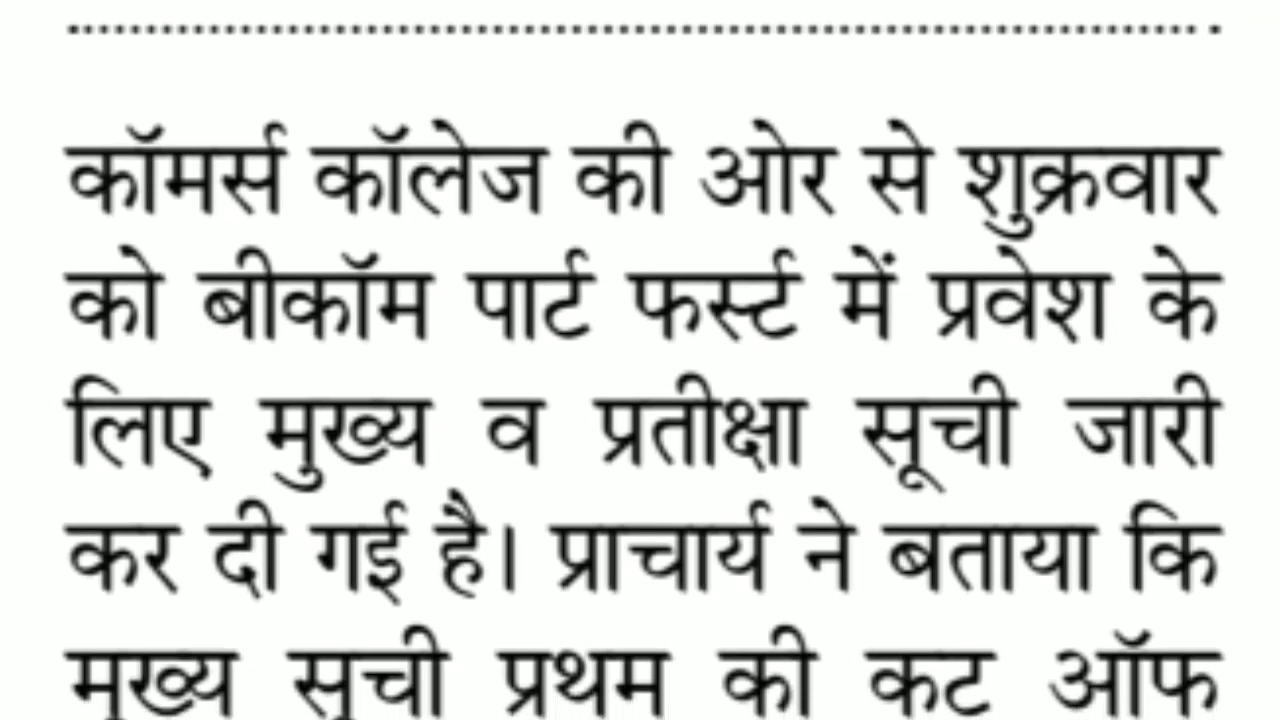 कॉमर्स कॉलेज की ओर से शुक्रवार
को बीकॉम पार्ट फर्स्ट में प्रवेश के
लिए मुख्य व प्रतीक्षा सूची जारी
कर दी गई है। प्राचार्य ने बताया कि
मुख्य सूची प्रथम की कट ऑफ